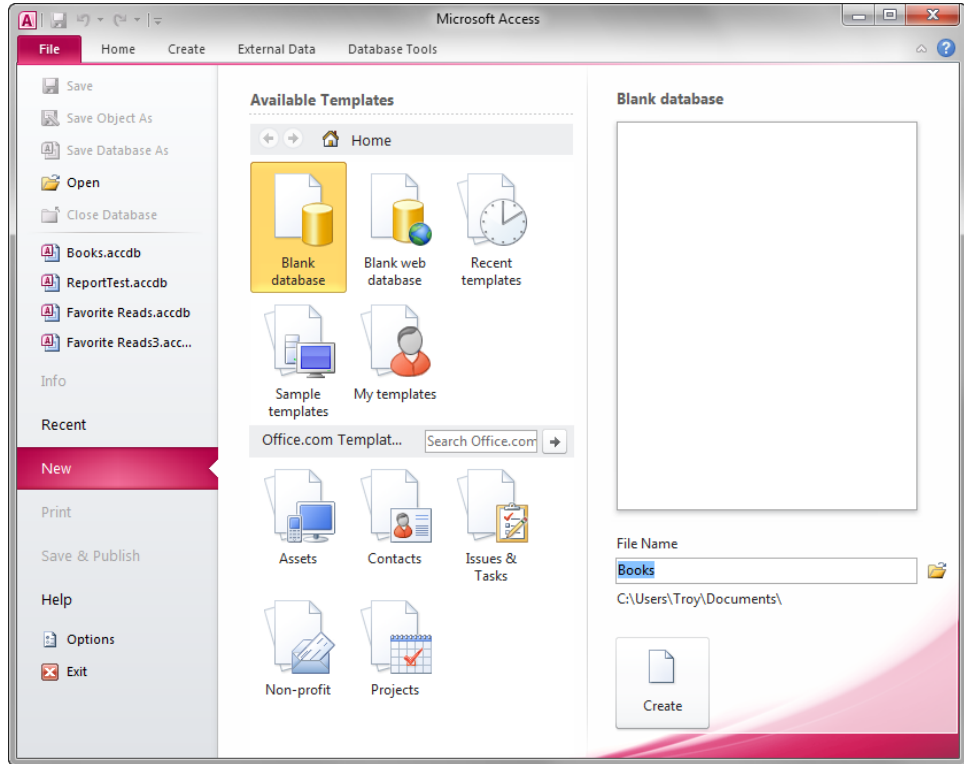 Microsoft Access
File Home Create External Data Database Tools
Save
Save Object As
Save Database As
Open
Close Database
Books.accdb
ReportTest.accdb
Favorite Reads.accdb
Favorite Reads3.acc...
Info
Recent
New
Print
Save & Publish
Help
Options
Exit
Available Templates
Home
Blank
database
Blank web
database
Recent
templates
Sample
templates
My templates
Office.com Templat...
Search Office.com
Assets
Contacts
Issues &
Tasks
Non-profit
Projects
Blank database
File Name
Books
C:\Users\Troy\Documents\
Create